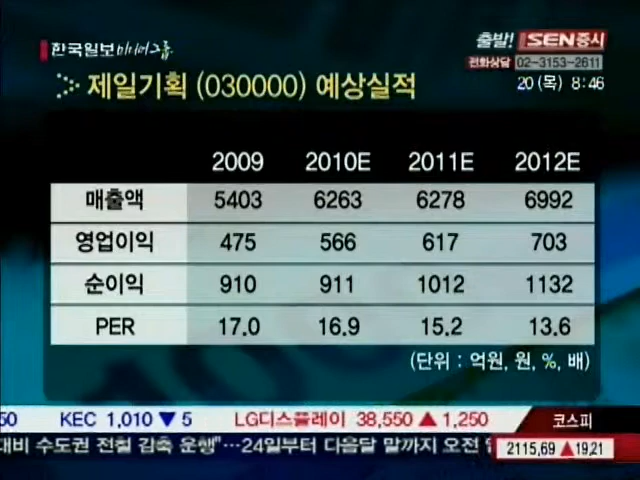 한국일보 미디어그룹
출발! SEN증시
전화상담 02-3153-2611
20 (목) 8:46
제일기획 (030000) 예상실적
2009 2010E 2011E 2012E
매출액 5403 6263 6278 6992
영업이익 475 566 617 703
순이익 910 911 1012 1132
PER 17.0 16.9 15.2 13.6
(단위 : 억원, 원, %, 배)
50 KEC 1,010 ▼ 5 LG디스플레이 38,550 ▲ 1,250 코스피
대비 수도권 전철 감축 운행"…24일부터 다음달 말까지 오전
2115,69 ▲19,21